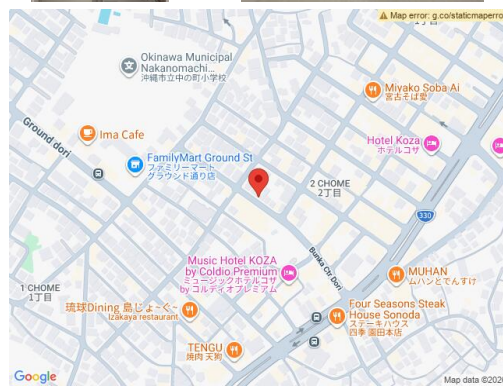 Map error: g.co/staticmaperro
Okinawa Municipal
Nakanomachi...
沖縄市立中の町小学校
Miyako Soba Ai
宮古そば愛
Ima Cafe
Hotel Koza
ホテルコザ
Ground dori
FamilyMart Ground St
ファミリーマート
グラウンド通り店
2 CHOME
2丁目
330
Bunka Ctr Dori
Music Hotel KOZA
by Coldio Premium
ミュージックホテルコザ
by コルディオプレミアム
MUHAN
ムハンとでんすけ
1 CHOME
1丁目
琉球Dining 島じょ~ぐ~
Izakaya restaurant
Four Seasons Steak
House Sonoda
ステーキハウス
四季 園田本店
TENGU
焼肉 天狗
Google
Map data ©202